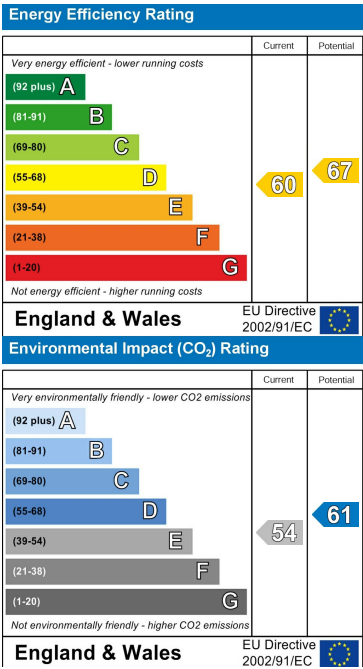 Energy Efficiency Rating
Current Potential
Very energy efficient - lower running costs
(92 plus) A
(81-91) B
(69-80) C
(55-68) D
(39-54) E
(21-38) F
(1-20) G
60
67
Not energy efficient - higher running costs
England & Wales
EU Directive
2002/91/EC
Environmental Impact (CO₂) Rating
Current Potential
Very environmentally friendly - lower CO2 emissions
(92 plus) A
(81-91) B
(69-80) C
(55-68) D
(39-54) E
(21-38) F
(1-20) G
54
61
Not environmentally friendly - higher CO2 emissions
England & Wales
EU Directive
2002/91/EC